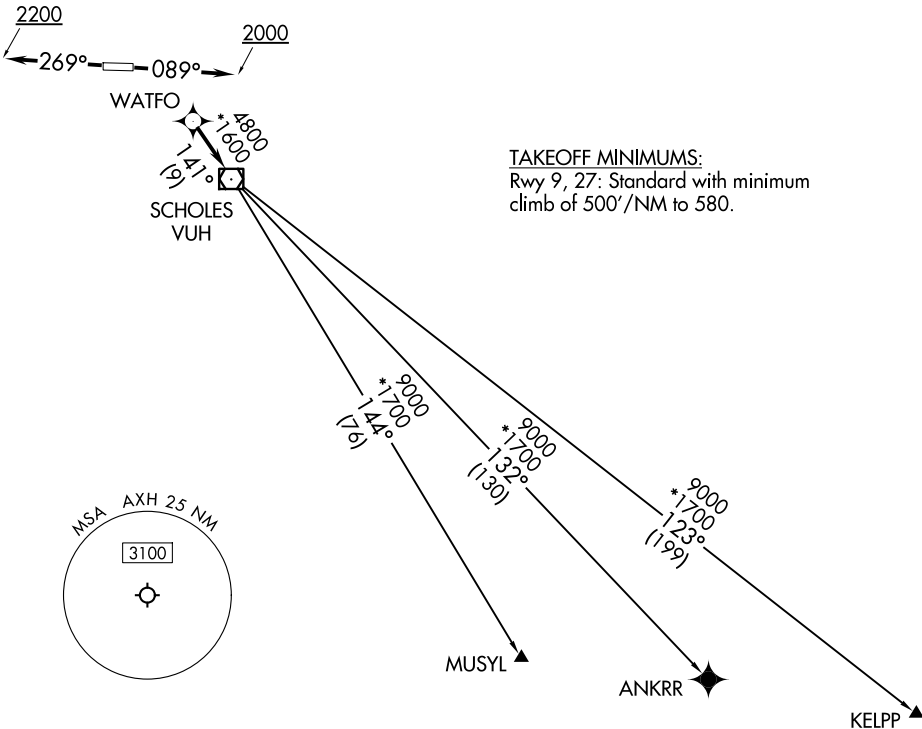 2200
2000
269°
089°
WATFO
4800
*1600
141°
(9)
SCHOLES
VUH
TAKEOFF MINIMUMS:
Rwy 9, 27: Standard with minimum
climb of 500'/NM to 580.
9000
*1700
144°
(76)
9000
*1700
132°
(130)
9000
*1700
123°
(199)
MSA AXH 25 NM
3100
MUSYL
ANKRR
KELPP